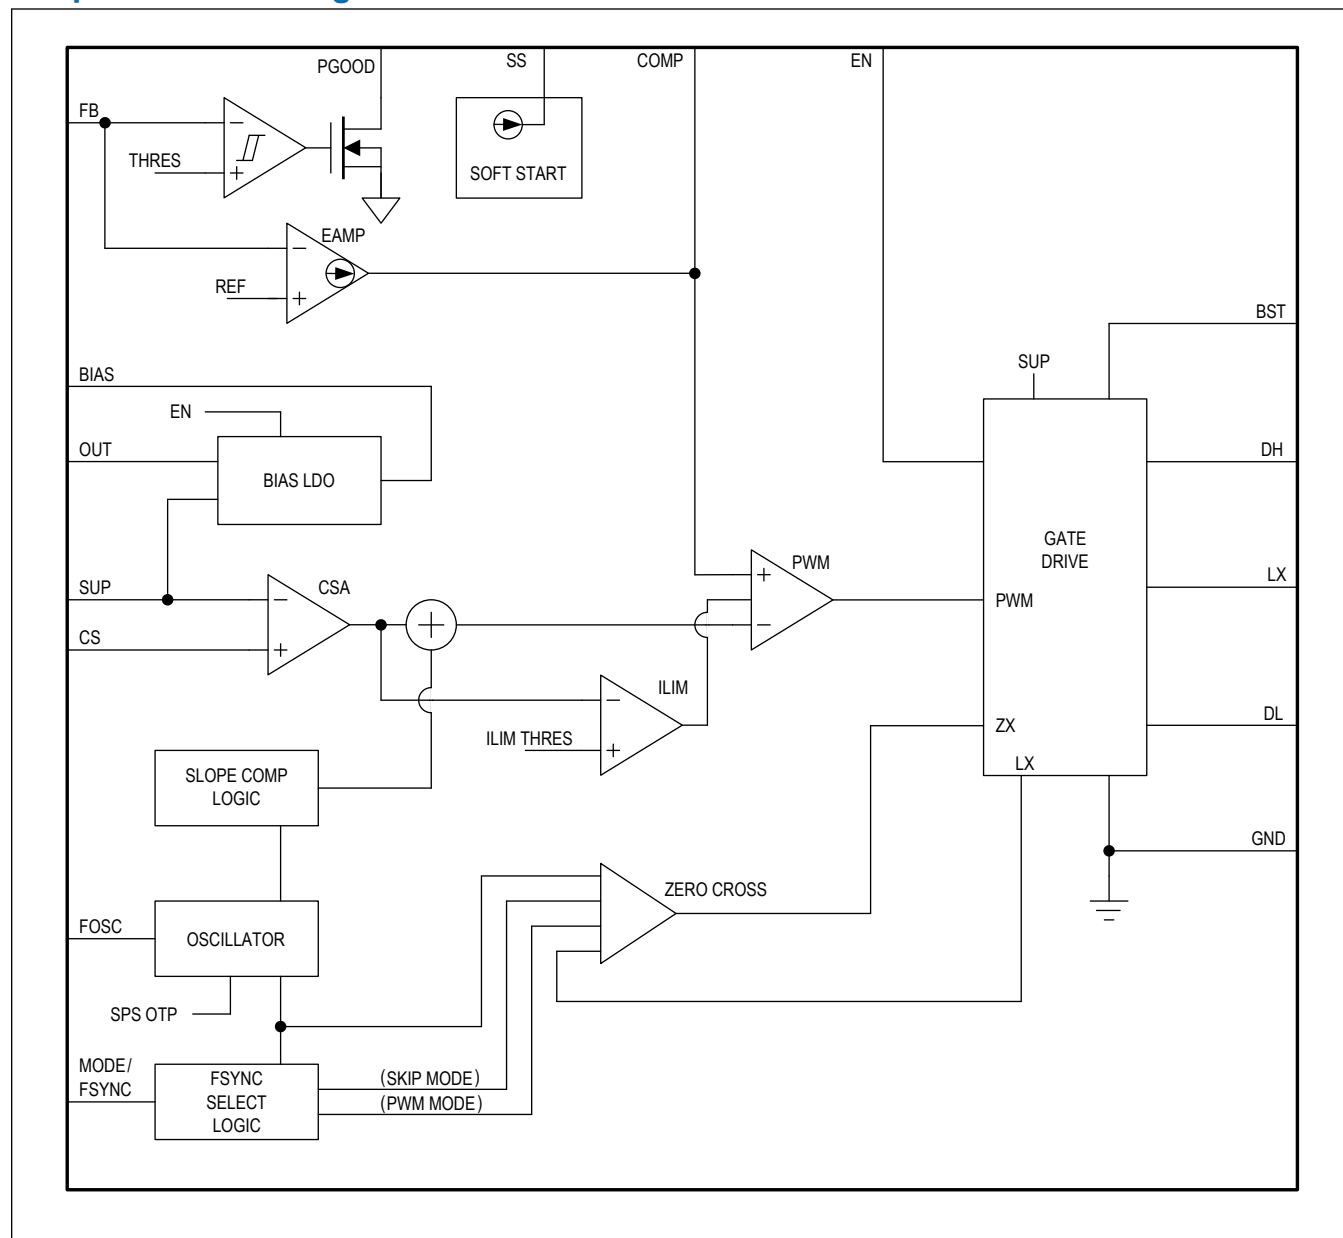 PGOOD
SS
COMP
EN
FB
THRES
SOFT START
EAMP
REF
BST
BIAS
SUP
EN
OUT
DH
BIAS LDO
GATE
DRIVE
SUP
CSA
PWM
LX
PWM
CS
ILIM
DL
ZX
ILIM THRES
LX
SLOPE COMP
LOGIC
GND
ZERO CROSS
FOSC
OSCILLATOR
SPS OTP
MODE/
FSYNC
FSYNC
SELECT
LOGIC
(SKIP MODE)
(PWM MODE)